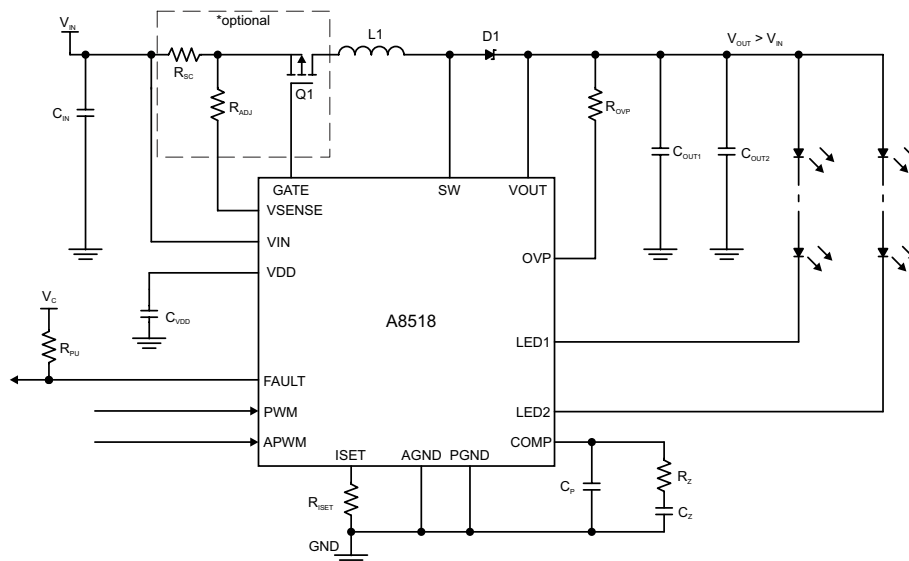 *optional
VIN
L1
D1
VOUT > VIN
RSC
Q1
RADJ
ROVP
CIN
COUT1
COUT2
GATE
SW
VOUT
VSENSE
VIN
OVP
VDD
VC
CVDD
A8518
RPU
LED1
FAULT
PWM
LED2
APWM
COMP
ISET
AGND
PGND
RZ
CP
RISET
CZ
GND